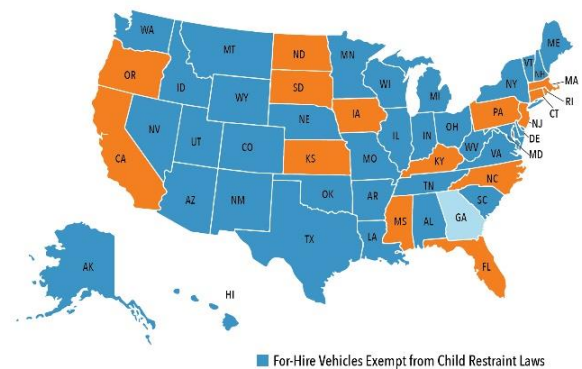 WA
MT
ND
MN
ME
OR
ID
WY
SD
WI
MI
VT
NH
NY
MA
RI
CT
NV
UT
CO
NE
IA
IL
IN
OH
PA
NJ
DE
MD
CA
KS
MO
KY
WV
VA
AZ
NM
OK
AR
TN
NC
TX
LA
MS
AL
GA
SC
FL
AK
HI
For-Hire Vehicles Exempt from Child Restraint Laws